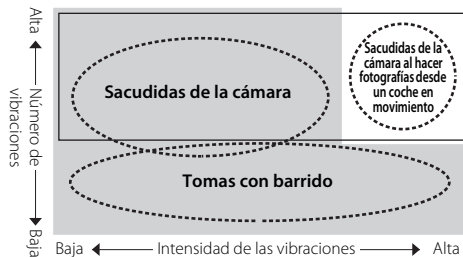 Alta
Número de
vibraciones
Baja
Sacudidas de la cámara
Sacudidas de la
cámara al hacer
fotografías desde
un coche en
movimiento
Tomas con barrido
Baja
Intensidad de las vibraciones
Alta